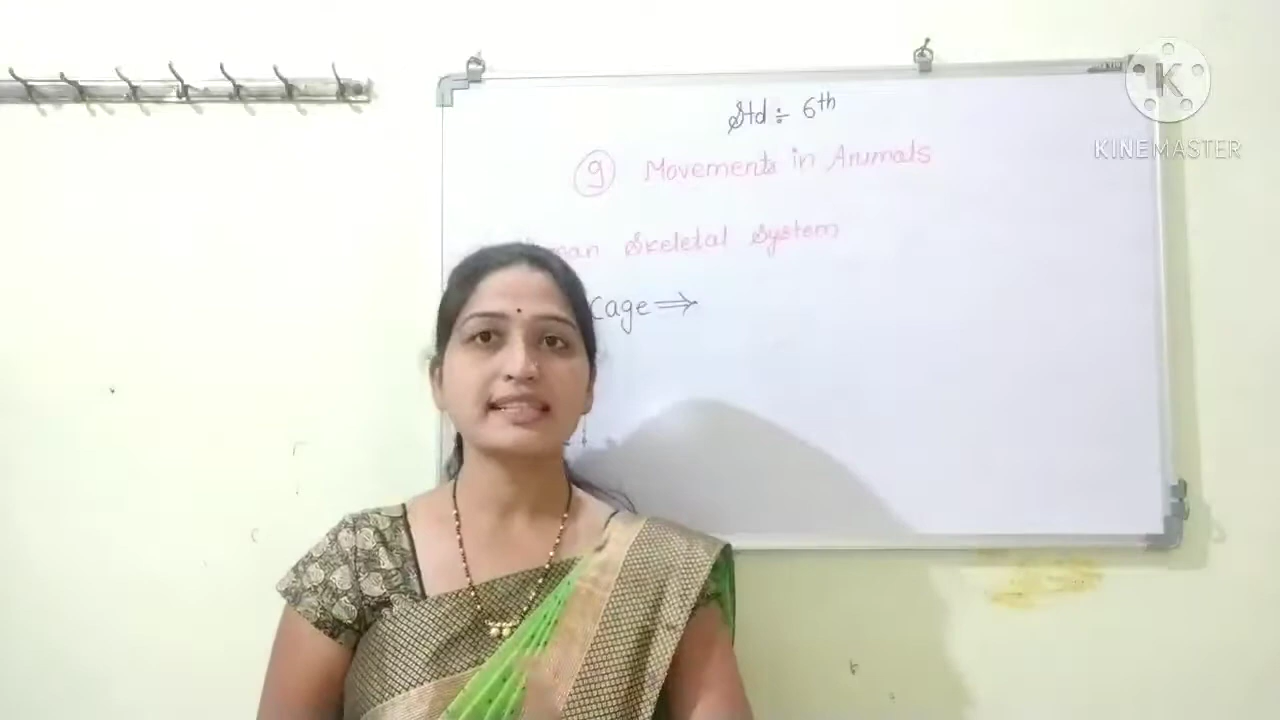 Std ÷ 6th
9 Movements in Animals
Skeletal System
Cage ⇒
K
KINEMASTER